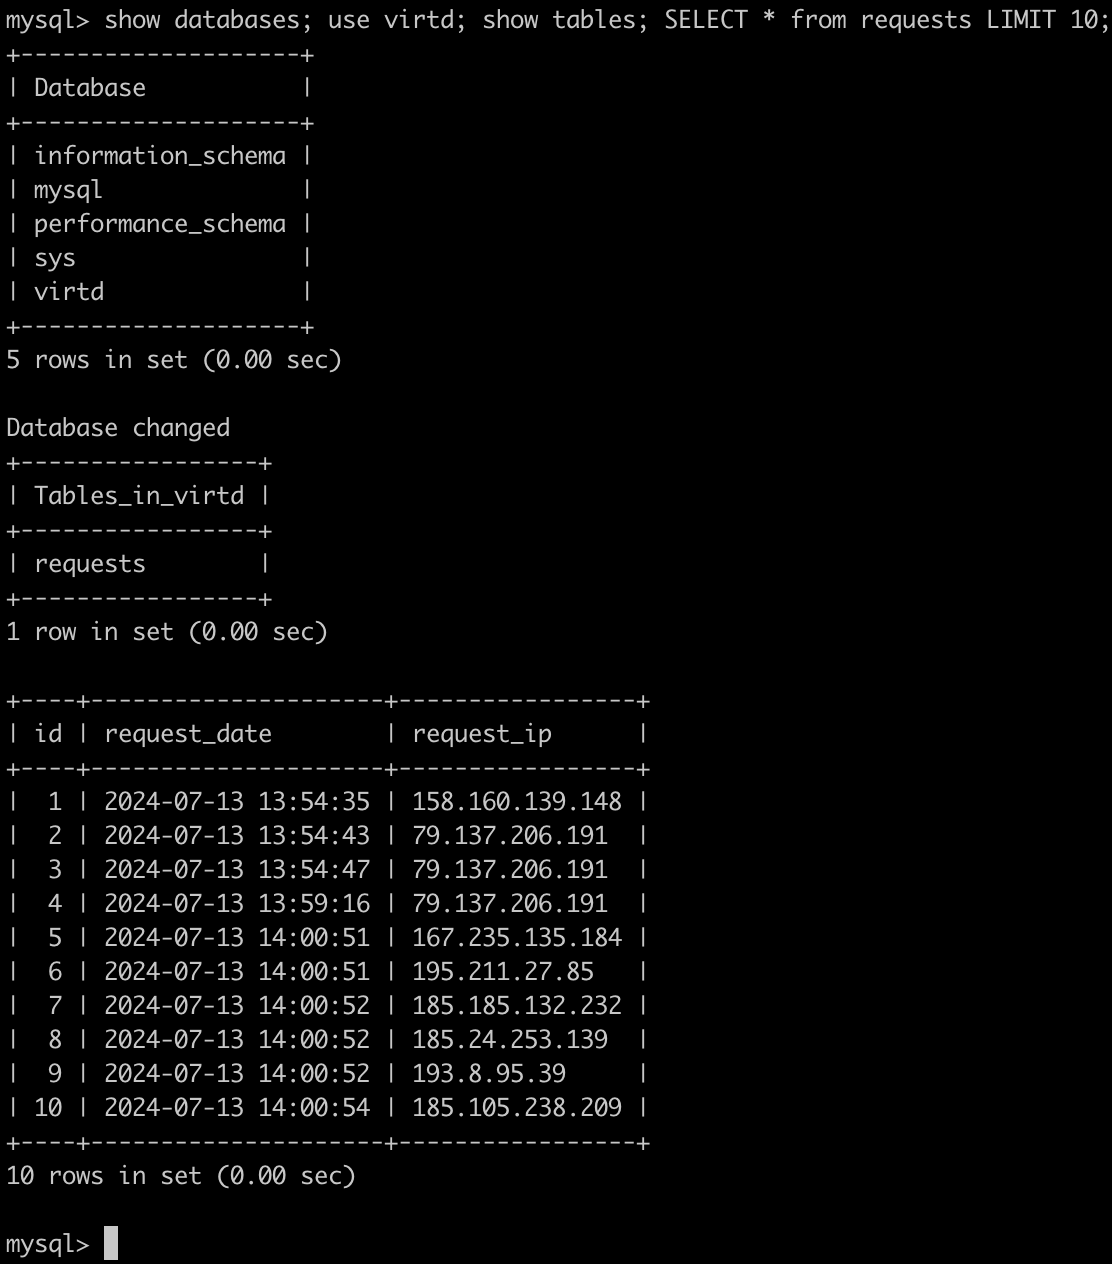 mysql> show databases; use virtd; show tables; SELECT * from requests LIMIT 10;
+--------------------+
| Database           |
+--------------------+
| information_schema |
| mysql              |
| performance_schema |
| sys                |
| virtd              |
+--------------------+
5 rows in set (0.00 sec)

Database changed
+-----------------+
| Tables_in_virtd |
+-----------------+
| requests        |
+-----------------+
1 row in set (0.00 sec)

+----+---------------------+-----------------+
| id | request_date        | request_ip      |
+----+---------------------+-----------------+
|  1 | 2024-07-13 13:54:35 | 158.160.139.148 |
|  2 | 2024-07-13 13:54:43 | 79.137.206.191  |
|  3 | 2024-07-13 13:54:47 | 79.137.206.191  |
|  4 | 2024-07-13 13:59:16 | 79.137.206.191  |
|  5 | 2024-07-13 14:00:51 | 167.235.135.184 |
|  6 | 2024-07-13 14:00:51 | 195.211.27.85   |
|  7 | 2024-07-13 14:00:52 | 185.185.132.232 |
|  8 | 2024-07-13 14:00:52 | 185.24.253.139  |
|  9 | 2024-07-13 14:00:52 | 193.8.95.39     |
| 10 | 2024-07-13 14:00:54 | 185.105.238.209 |
+----+---------------------+-----------------+
10 rows in set (0.00 sec)

mysql>